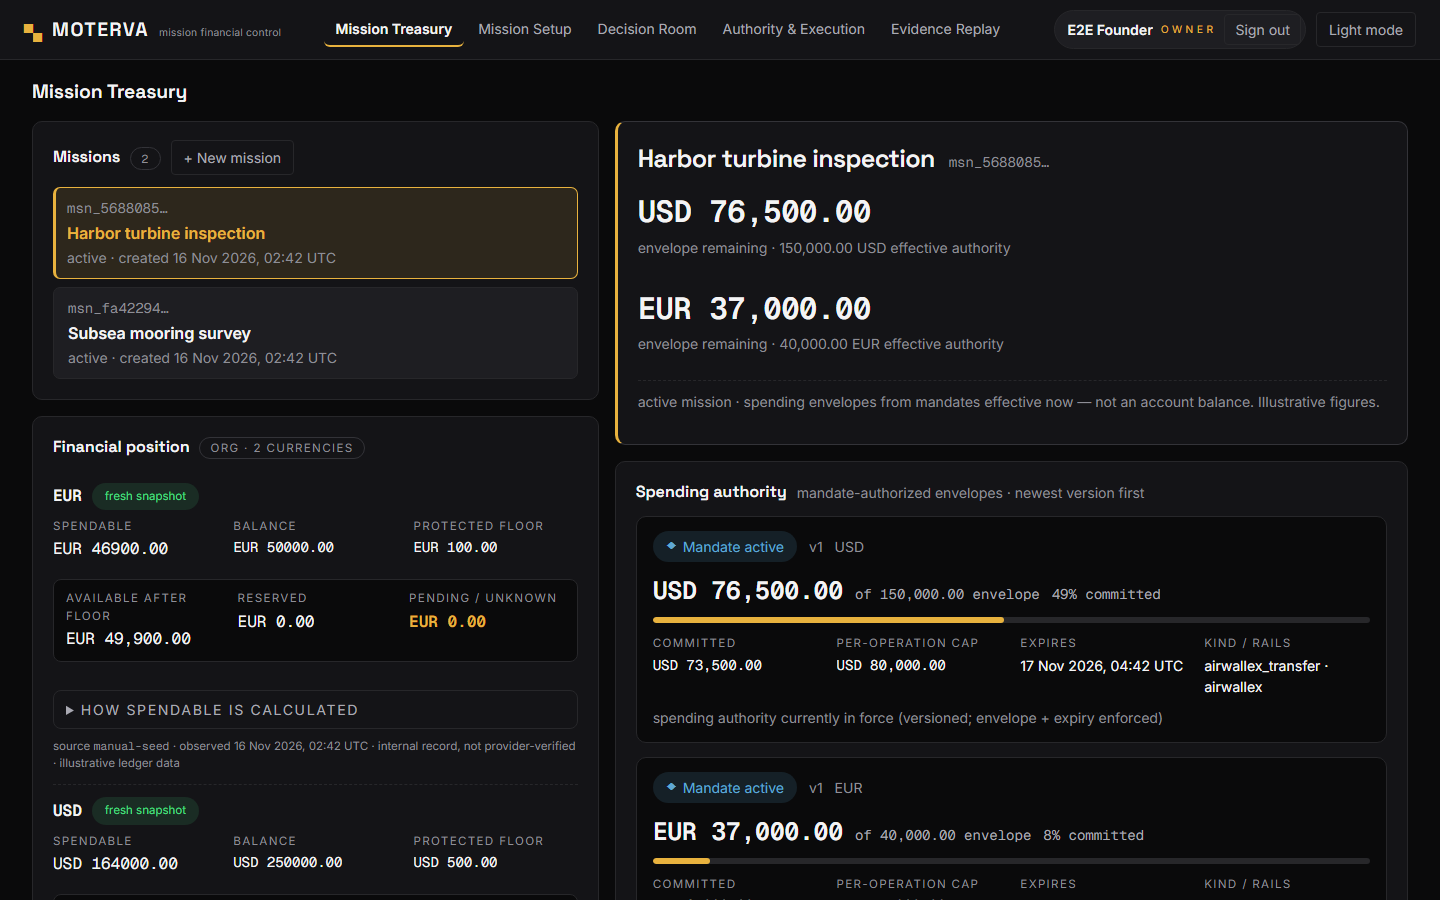 MOTERVA mission financial control
Mission Treasury Mission Setup Decision Room Authority & Execution Evidence Replay
E2E Founder OWNER Sign out Light mode
Mission Treasury
Missions 2 + New mission
msn_5688085…
Harbor turbine inspection
active · created 16 Nov 2026, 02:42 UTC
msn_fa42294…
Subsea mooring survey
active · created 16 Nov 2026, 02:42 UTC
Financial position ORG · 2 CURRENCIES
EUR fresh snapshot
SPENDABLE BALANCE PROTECTED FLOOR
EUR 46900.00 EUR 50000.00 EUR 100.00
AVAILABLE AFTER FLOOR RESERVED PENDING / UNKNOWN
EUR 49,900.00 EUR 0.00 EUR 0.00
▶ HOW SPENDABLE IS CALCULATED
source manual-seed · observed 16 Nov 2026, 02:42 UTC · internal record, not provider-verified
· illustrative ledger data
USD fresh snapshot
SPENDABLE BALANCE PROTECTED FLOOR
USD 164000.00 USD 250000.00 USD 500.00
Harbor turbine inspection msn_5688085…
USD 76,500.00
envelope remaining · 150,000.00 USD effective authority
EUR 37,000.00
envelope remaining · 40,000.00 EUR effective authority
active mission · spending envelopes from mandates effective now — not an account balance. Illustrative figures.
Spending authority mandate-authorized envelopes · newest version first
Mandate active v1 USD
USD 76,500.00 of 150,000.00 envelope 49% committed
COMMITTED PER-OPERATION CAP EXPIRES KIND / RAILS
USD 73,500.00 USD 80,000.00 17 Nov 2026, 04:42 UTC airwallex_transfer ·
airwallex
spending authority currently in force (versioned; envelope + expiry enforced)
Mandate active v1 EUR
EUR 37,000.00 of 40,000.00 envelope 8% committed
COMMITTED PER-OPERATION CAP EXPIRES KIND / RAILS